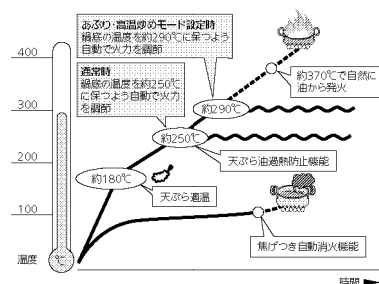 あぶり・高温炒めモード設定時
鍋底の温度を約290℃に保つよう
自動で火力を調節
通常時
鍋底の温度を約250℃
に保つよう自動で火力
を調節
400
300
200
100
温度
℃
約370℃で自然に
油から発火
約290℃
約250℃
天ぷら油過熱防止機能
約180℃
天ぷら適温
焦げつき自動消火機能
時間